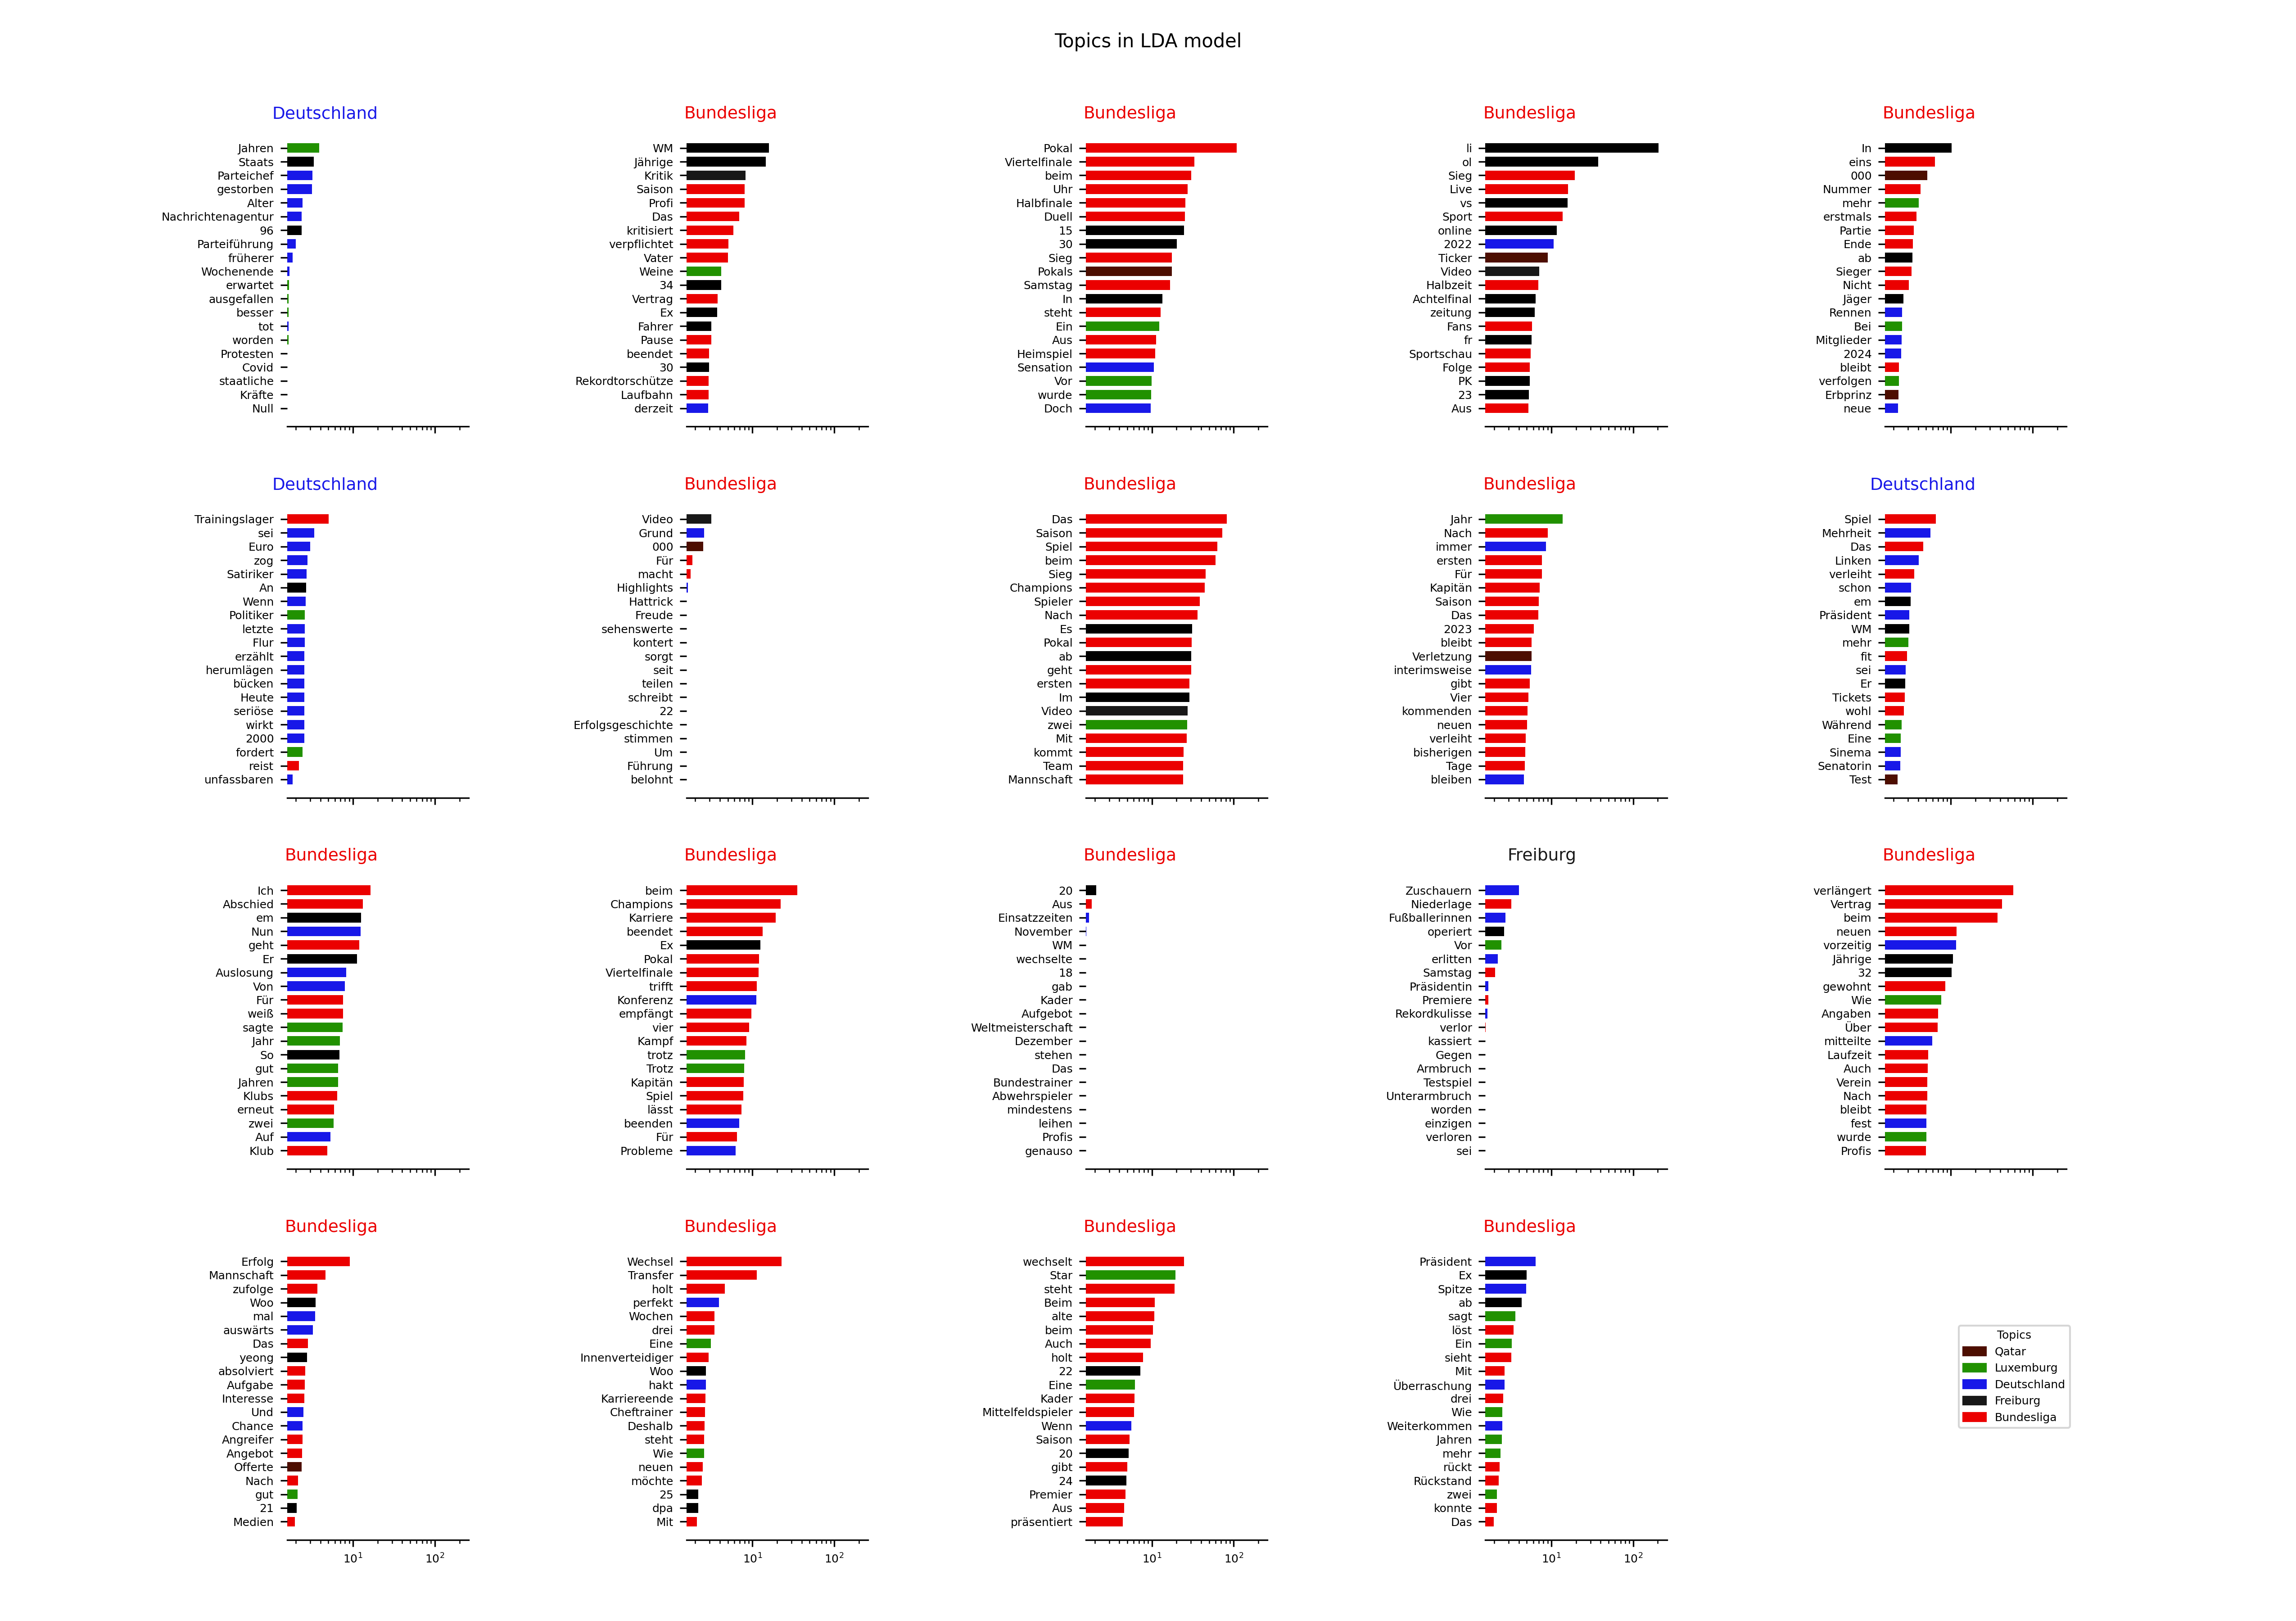 Topics in LDA model
Deutschland
Jahren
Staats
Parteichef
gestorben
Alter
Nachrichtenagentur
96
Parteiführung
früherer
Wochenende
erwartet
ausgefallen
besser
tot
worden
Protesten
Covid
staatliche
Kräfte
Null
Bundesliga
WM
Jährige
Kritik
Saison
Profi
Das
kritisiert
verpflichtet
Vater
Weine
34
Vertrag
Ex
Fahrer
Pause
beendet
30
Rekordtorschütze
Laufbahn
derzeit
Bundesliga
Pokal
Viertelfinale
beim
Uhr
Halbfinale
Duell
15
30
Sieg
Pokals
Samstag
In
steht
Ein
Aus
Heimspiel
Sensation
Vor
wurde
Doch
Bundesliga
li
ol
Sieg
Live
vs
Sport
online
2022
Ticker
Video
Halbzeit
Achtelfinal
zeitung
Fans
fr
Sportschau
Folge
PK
23
Aus
Bundesliga
In
eins
000
Nummer
mehr
erstmals
Partie
Ende
ab
Sieger
Nicht
Jäger
Rennen
Bei
Mitglieder
2024
bleibt
verfolgen
Erbprinz
neue
Deutschland
Trainingslager
sei
Euro
zog
Satiriker
An
Wenn
Politiker
letzte
Flur
erzählt
herumlägen
bücken
Heute
seriöse
wirkt
2000
fordert
reist
unfassbaren
Bundesliga
Video
Grund
000
Für
macht
Highlights
Hattrick
Freude
sehenswerte
kontert
sorgt
seit
teilen
schreibt
22
Erfolgsgeschichte
stimmen
Um
Führung
belohnt
Bundesliga
Das
Saison
Spiel
beim
Sieg
Champions
Spieler
Nach
Es
Pokal
ab
geht
ersten
Im
Video
zwei
Mit
kommt
Team
Mannschaft
Bundesliga
Jahr
Nach
immer
ersten
Für
Kapitän
Saison
Das
2023
bleibt
Verletzung
interimsweise
gibt
Vier
kommenden
neuen
verleiht
bisherigen
Tage
bleiben
Deutschland
Spiel
Mehrheit
Das
Linken
verleiht
schon
em
Präsident
WM
mehr
fit
sei
Er
Tickets
wohl
Während
Eine
Sinema
Senatorin
Test
Bundesliga
Ich
Abschied
em
Nun
geht
Er
Auslosung
Von
Für
weiß
sagte
Jahr
So
gut
Jahren
Klubs
erneut
zwei
Auf
Klub
Bundesliga
beim
Champions
Karriere
beendet
Ex
Pokal
Viertelfinale
trifft
Konferenz
empfängt
vier
Kampf
trotz
Trotz
Kapitän
Spiel
lässt
beenden
Für
Probleme
Bundesliga
20
Aus
Einsatzzeiten
November
WM
wechselte
18
gab
Kader
Aufgebot
Weltmeisterschaft
Dezember
stehen
Das
Bundestrainer
Abwehrspieler
mindestens
leihen
Profis
genauso
Freiburg
Zuschauern
Niederlage
Fußballerinnen
operiert
Vor
erlitten
Samstag
Präsidentin
Premiere
Rekordkulisse
verlor
kassiert
Gegen
Armbruch
Testspiel
Unterarmbruch
worden
einzigen
verloren
sei
Bundesliga
verlängert
Vertrag
beim
neuen
vorzeitig
Jährige
32
gewohnt
Wie
Angaben
Über
mitteilte
Laufzeit
Auch
Verein
Nach
bleibt
fest
wurde
Profis
Bundesliga
Erfolg
Mannschaft
zufolge
Woo
mal
auswärts
Das
yeong
absolviert
Aufgabe
Interesse
Und
Chance
Angreifer
Angebot
Offerte
Nach
gut
21
Medien
10¹ 10²
Bundesliga
Wechsel
Transfer
holt
perfekt
Wochen
drei
Eine
Innenverteidiger
Woo
hakt
Karriereende
Cheftrainer
Deshalb
steht
Wie
neuen
möchte
25
dpa
Mit
10¹ 10²
Bundesliga
wechselt
Star
steht
Beim
alte
beim
Auch
holt
22
Eine
Kader
Mittelfeldspieler
Wenn
Saison
20
gibt
24
Premier
Aus
präsentiert
10¹ 10²
Bundesliga
Präsident
Ex
Spitze
ab
sagt
löst
Ein
sieht
Mit
Überraschung
drei
Wie
Weiterkommen
Jahren
mehr
rückt
Rückstand
zwei
konnte
Das
10¹ 10²
Topics
Qatar
Luxemburg
Deutschland
Freiburg
Bundesliga